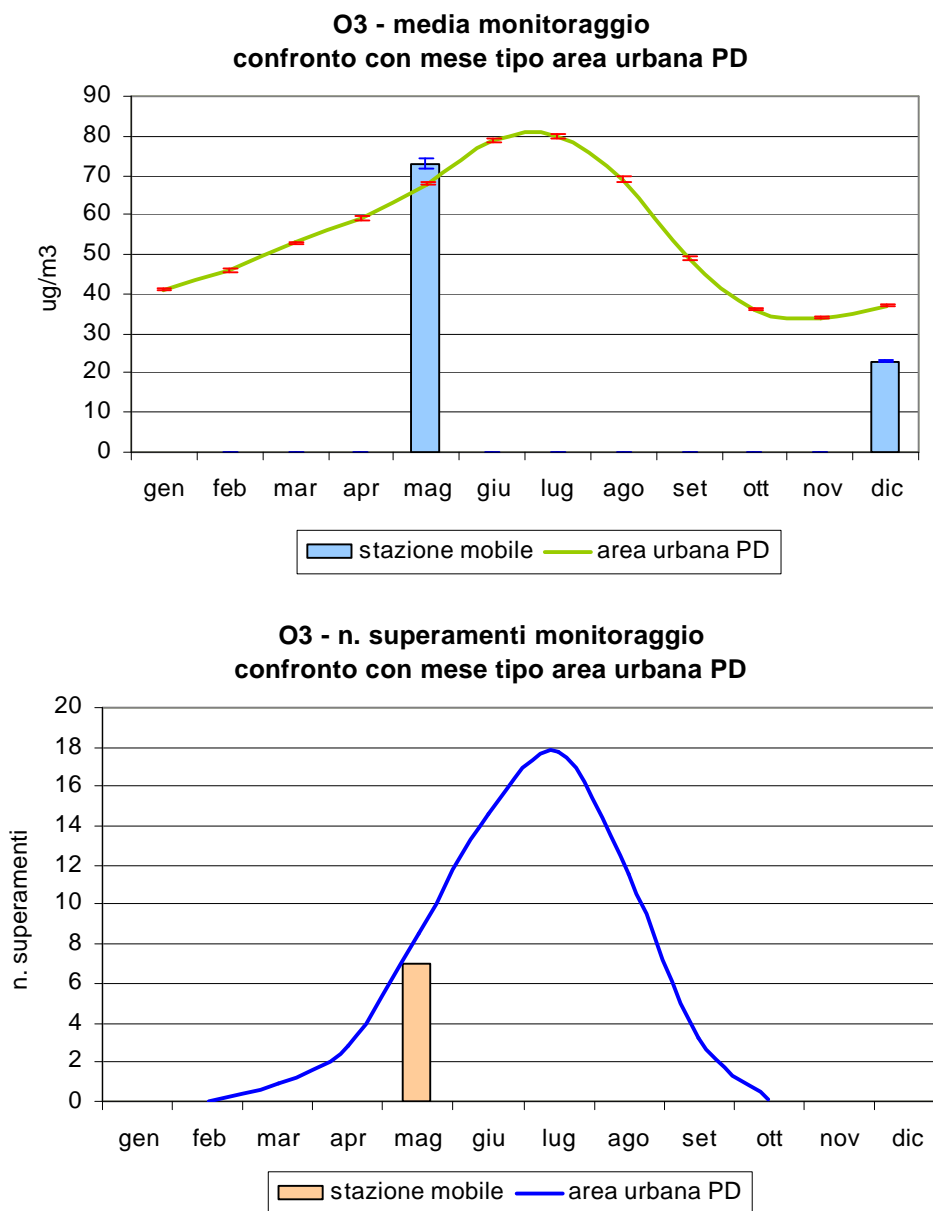 O3 - media monitoraggio
confronto con mese tipo area urbana PD
90
80
70
60
50
40
30
20
10
0
ug/m3
gen feb mar apr mag giu lug ago set ott nov dic
stazione mobile area urbana PD
O3 - n. superamenti monitoraggio
confronto con mese tipo area urbana PD
20
18
16
14
12
10
8
6
4
2
0
n. superamenti
gen feb mar apr mag giu lug ago set ott nov dic
stazione mobile area urbana PD